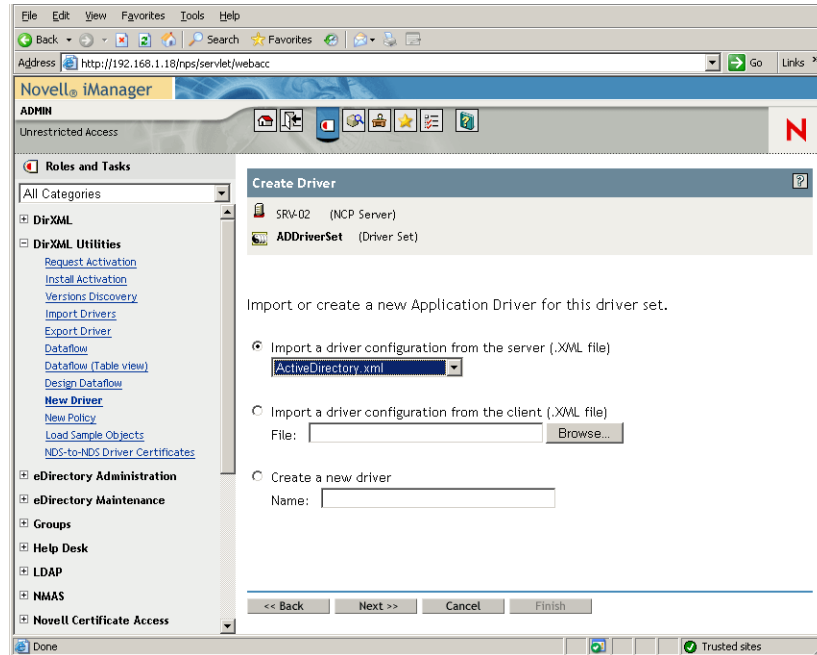 File Edit View Favorites Tools Help
Back Search Favorites
Address http://192.168.1.18/nps/servlet/webacc Go Links »
Novell® iManager
ADMIN
Unrestricted Access
N
Roles and Tasks
All Categories
DirXML
DirXML Utilities
Request Activation
Install Activation
Versions Discovery
Import Drivers
Export Driver
Dataflow
Dataflow (Table view)
Design Dataflow
New Driver
New Policy
Load Sample Objects
NDS-to-NDS Driver Certificates
eDirectory Administration
eDirectory Maintenance
Groups
Help Desk
LDAP
NMAS
Novell Certificate Access
Create Driver ?
SRV-02 (NCP Server)
ADDriverSet (Driver Set)
Import or create a new Application Driver for this driver set.
Import a driver configuration from the server (.XML file)
ActiveDirectory.xml
Import a driver configuration from the client (.XML file)
File: Browse...
Create a new driver
Name:
<< Back Next >> Cancel Finish
Done Trusted sites